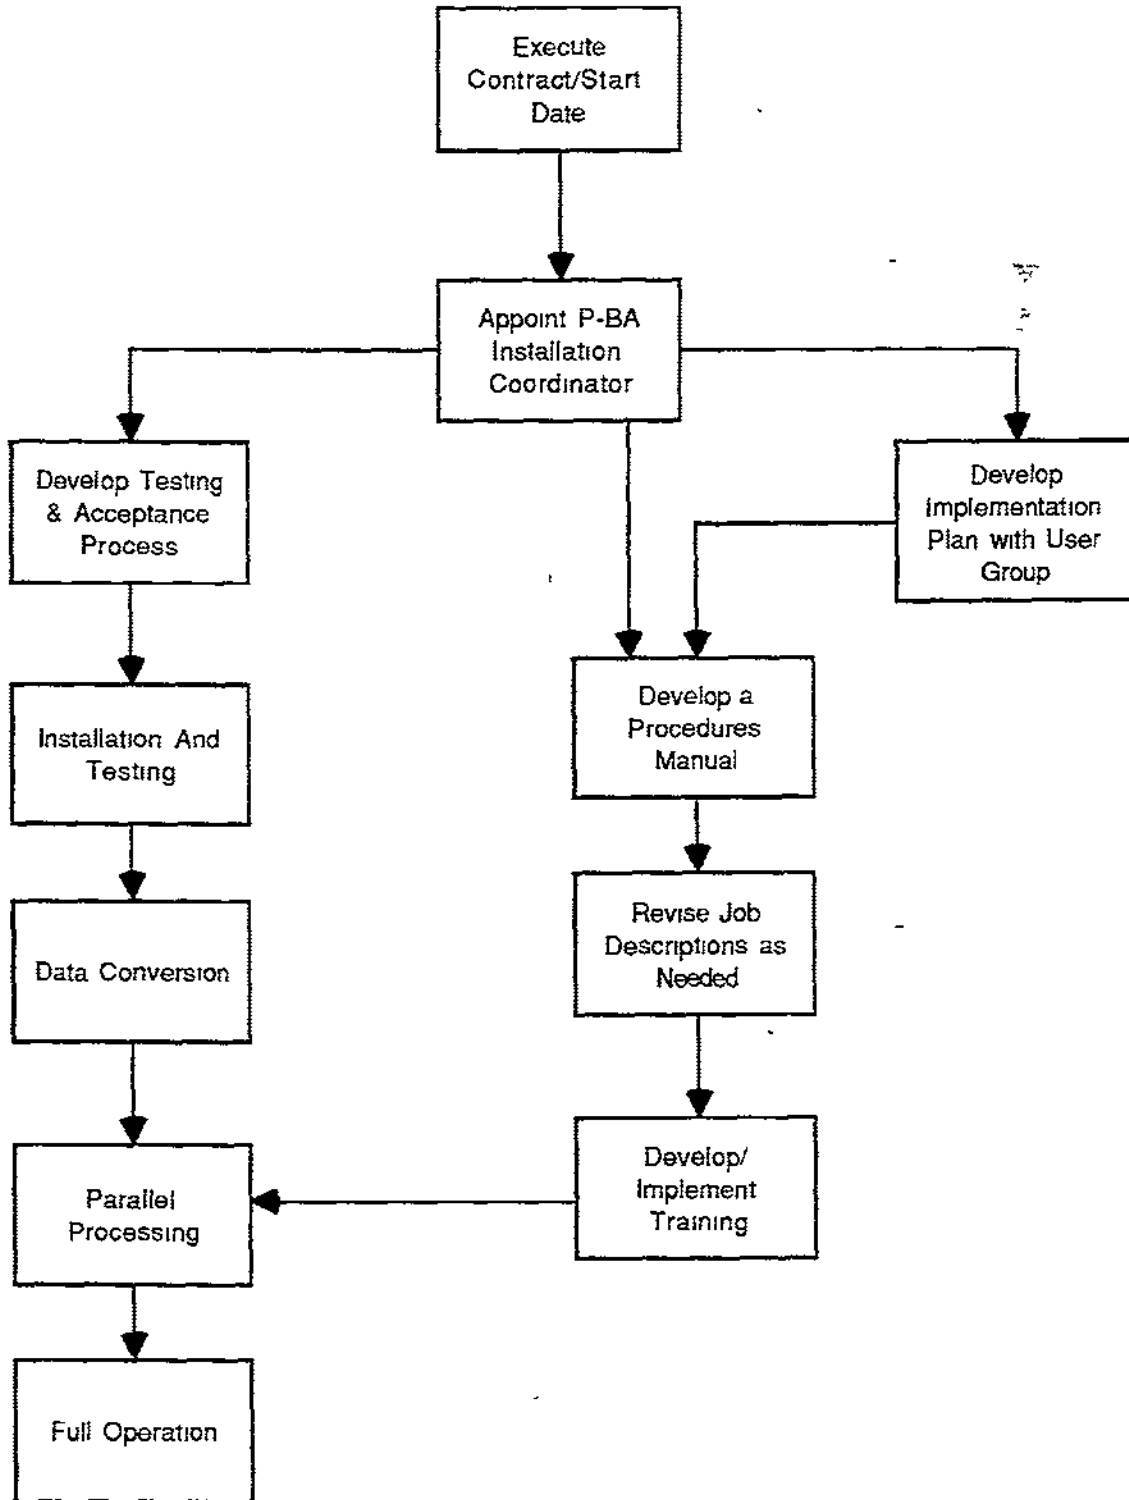 Execute
Contract/Start
Date
Appoint P-BA
Installation
Coordinator
Develop Testing
& Acceptance
Process
Develop
Implementation
Plan with User
Group
Installation And
Testing
Develop a
Procedures
Manual
Data Conversion
Revise Job
Descriptions as
Needed
Parallel
Processing
Develop/
Implement
Training
Full Operation